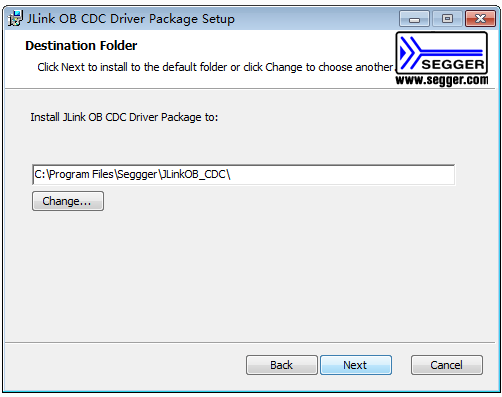 JLink OB CDC Driver Package Setup
Destination Folder
Click Next to install to the default folder or click Change to choose another
SEGGER
www.segger.com
Install JLink OB CDC Driver Package to:
C:\Program Files\Seggger\JLinkOB_CDC\
Change...
Back Next Cancel